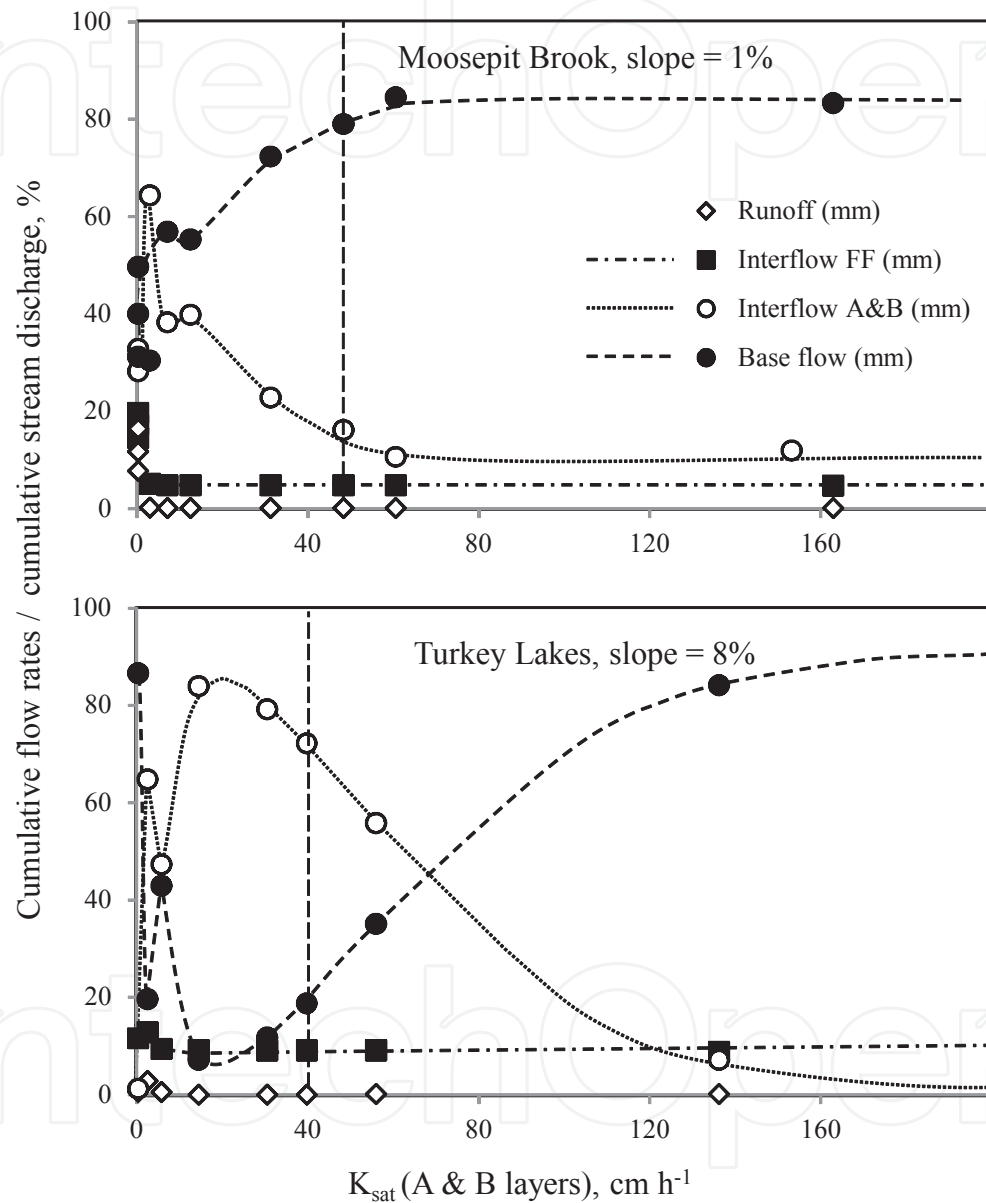 Cumulative flow rates / cumulative stream discharge, %
100
80
60
40
20
0
Moosepit Brook, slope = 1%
Runoff (mm)
Interflow FF (mm)
Interflow A&B (mm)
Base flow (mm)
0 40 80 120 160
100
80
60
40
20
0
Turkey Lakes, slope = 8%
0 40 80 120 160
Ksat (A & B layers), cm h-1
ntechOpen
ntechOpen